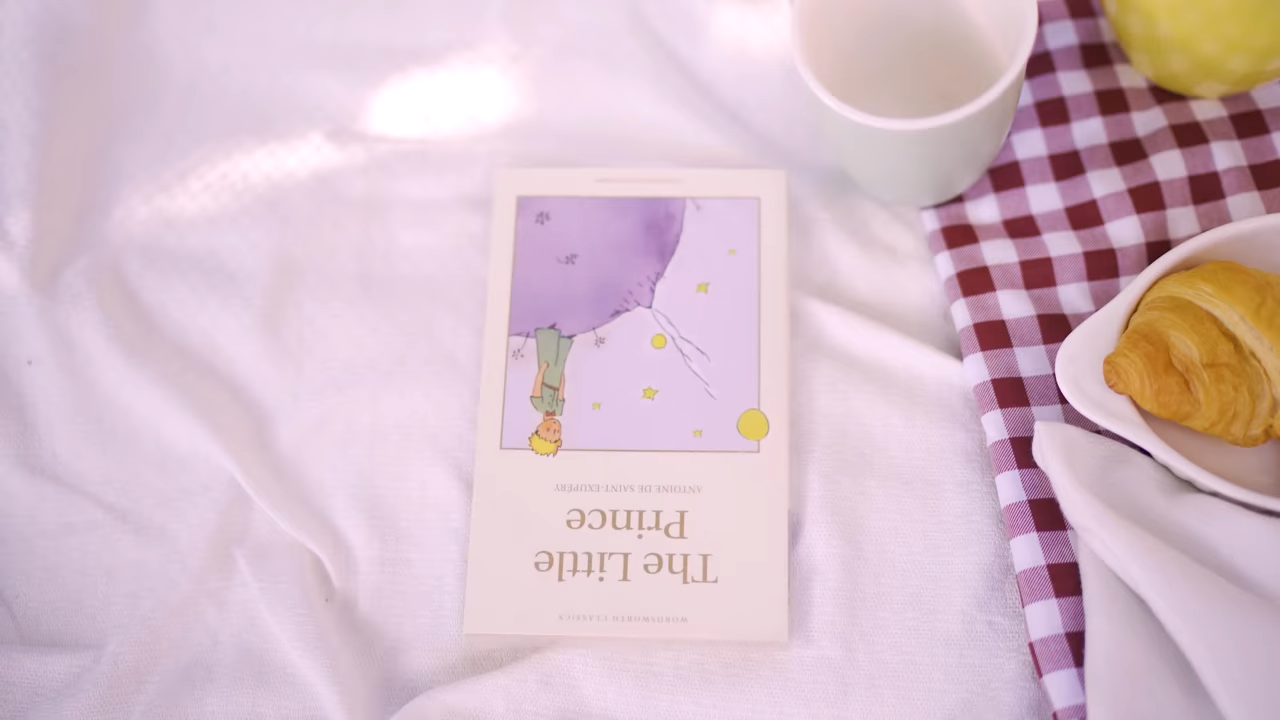 WORDSWORTH CLASSICS
The Little
Prince
ANTOINE DE SAINT-EXUPÉRY